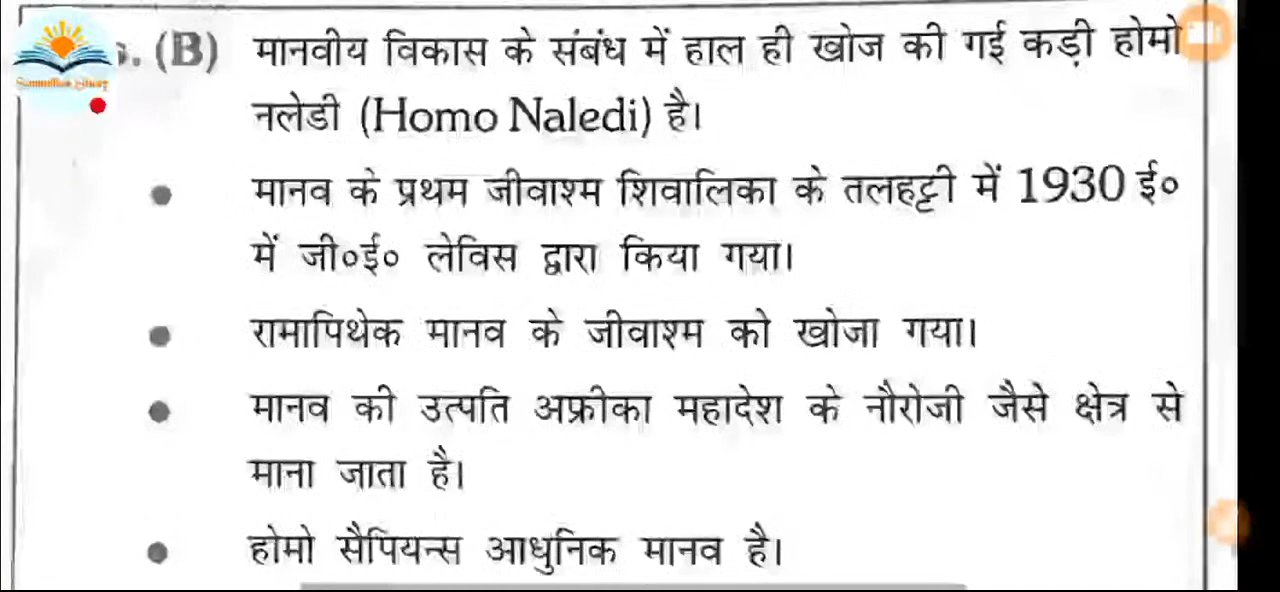 (B) मानवीय विकास के संबंध में हाल ही खोज की गई कड़ी होमो
नलेडी (Homo Naledi) है।
● मानव के प्रथम जीवाश्म शिवालिका के तलहट्टी में 1930 ई०
में जी०ई० लेविस द्वारा किया गया।
● रामापिथेक मानव के जीवाश्म को खोजा गया।
● मानव की उत्पति अफ्रीका महादेश के नौरोजी जैसे क्षेत्र से
माना जाता है।
● होमो सैपियन्स आधुनिक मानव है।